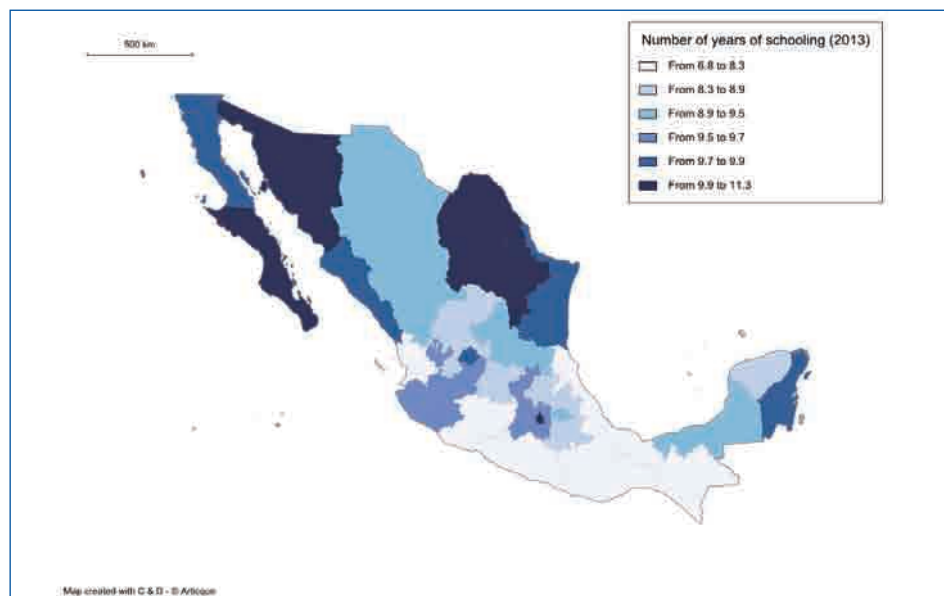 500 km
Number of years of schooling (2013)
From 6.8 to 8.3
From 8.3 to 8.9
From 8.9 to 9.5
From 9.5 to 9.7
From 9.7 to 9.9
From 9.9 to 11.3
Map created with C & D - © Articque